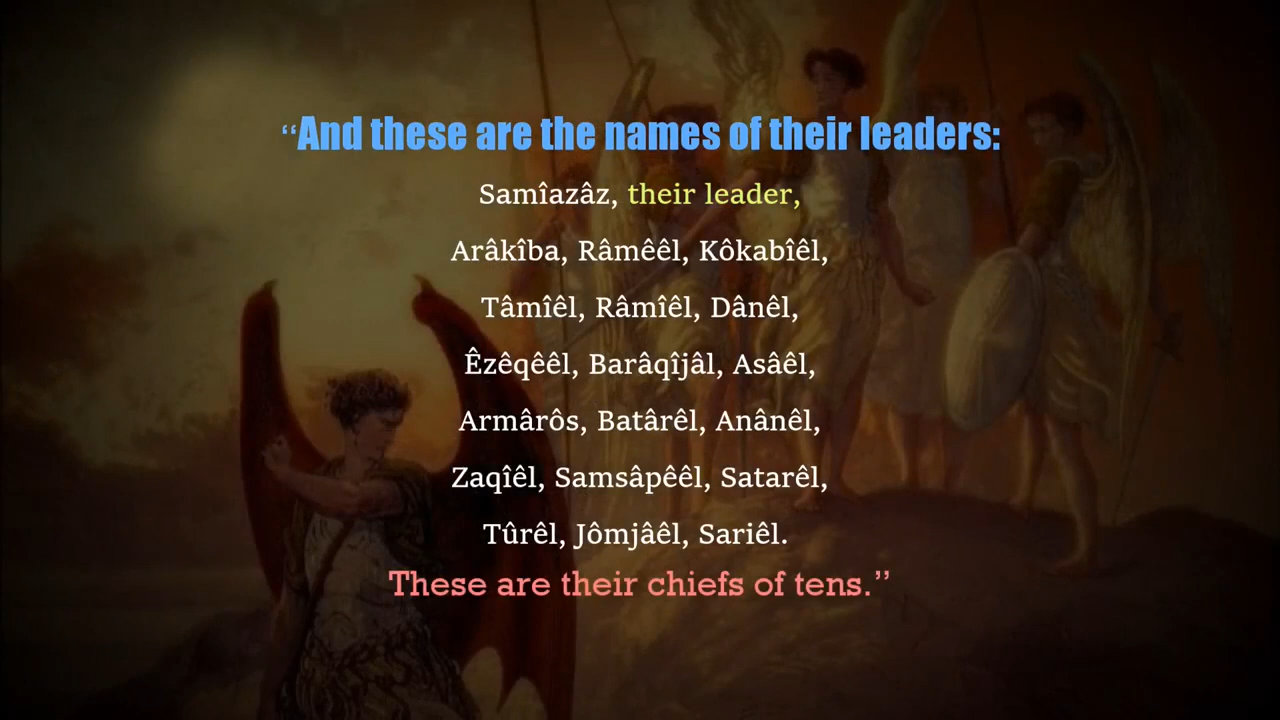 “And these are the names of their leaders:
Samîazâz, their leader,
Arâkîba, Râmêêl, Kôkabîêl,
Tâmîêl, Râmîêl, Dânêl,
Êzêqêêl, Barâqîjâl, Asâêl,
Armârôs, Batârêl, Anânêl,
Zaqîêl, Samsâpêêl, Satarêl,
Tûrêl, Jômjâêl, Sariêl.
These are their chiefs of tens.”